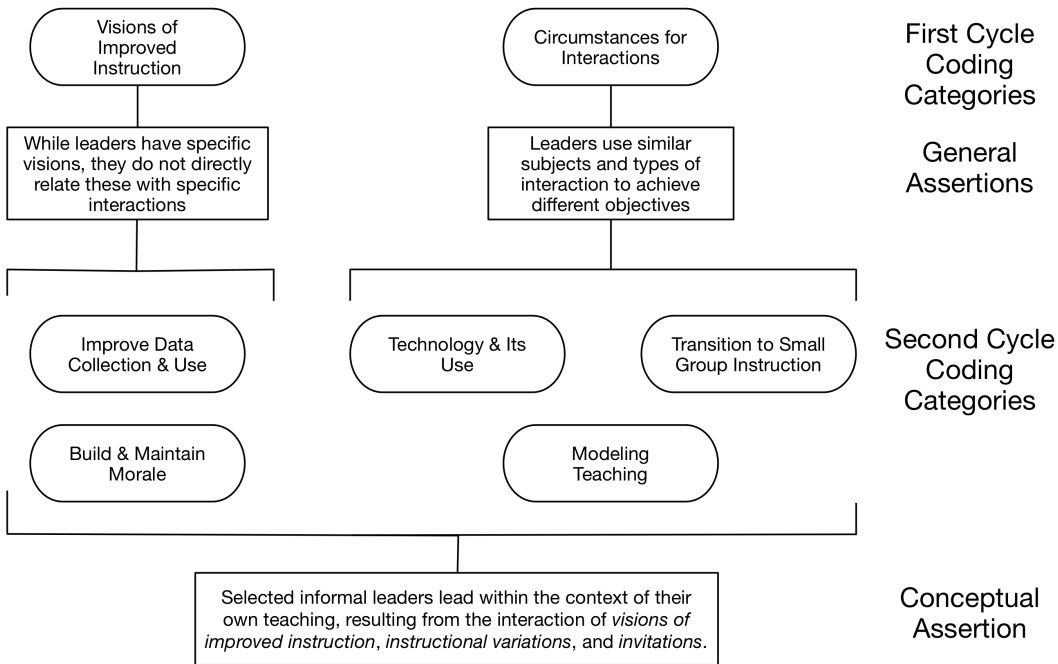 Visions of
Improved
Instruction
Circumstances for
Interactions
First Cycle
Coding
Categories
While leaders have specific
visions, they do not directly
relate these with specific
interactions
Leaders use similar
subjects and types of
interaction to achieve
different objectives
General
Assertions
Improve Data
Collection & Use
Technology & Its
Use
Transition to Small
Group Instruction
Second Cycle
Coding
Categories
Build & Maintain
Morale
Modeling
Teaching
Selected informal leaders lead within the context of their
own teaching, resulting from the interaction of visions of
improved instruction, instructional variations, and invitations.
Conceptual
Assertion